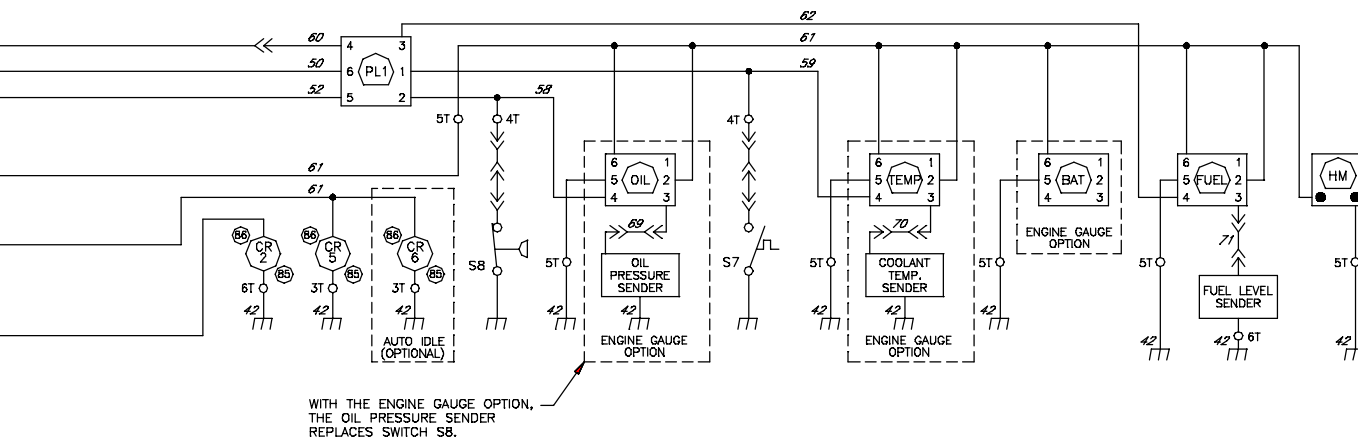 62
60
4
3
61
50
6
PL1
1
59
52
5
2
58
5T
4T
4T
6
1
5
OIL
2
4
3
6
1
5
TEMP
2
4
3
6
1
5
BAT
2
4
3
6
1
5
FUEL
2
4
3
HM
61
61
69
70
71
86
CR
2
85
86
CR
5
85
86
CR
6
85
S8
S7
6T
3T
3T
5T
5T
5T
5T
5T
OIL
PRESSURE
SENDER
COOLANT
TEMP.
SENDER
ENGINE GAUGE
OPTION
FUEL LEVEL
SENDER
42
42
42
42
42
42
42
42
42
42
42
42
42
6T
AUTO IDLE
(OPTIONAL)
ENGINE GAUGE
OPTION
ENGINE GAUGE
OPTION
WITH THE ENGINE GAUGE OPTION,
THE OIL PRESSURE SENDER
REPLACES SWITCH S8.